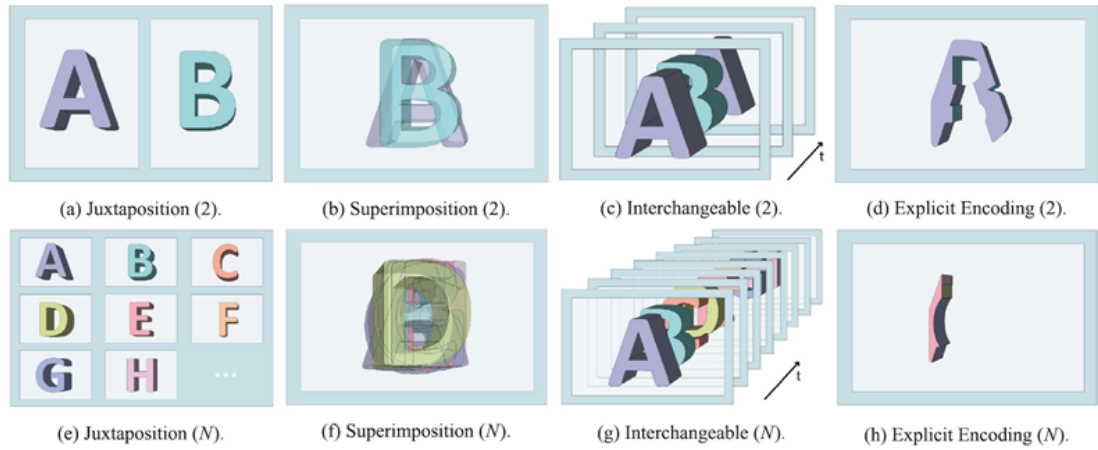 A B
B
A B A t
(a) Juxtaposition (2). (b) Superimposition (2). (c) Interchangeable (2). (d) Explicit Encoding (2).
A B C
D E F
G H ...
D
A B t
(e) Juxtaposition (N). (f) Superimposition (N). (g) Interchangeable (N). (h) Explicit Encoding (N).